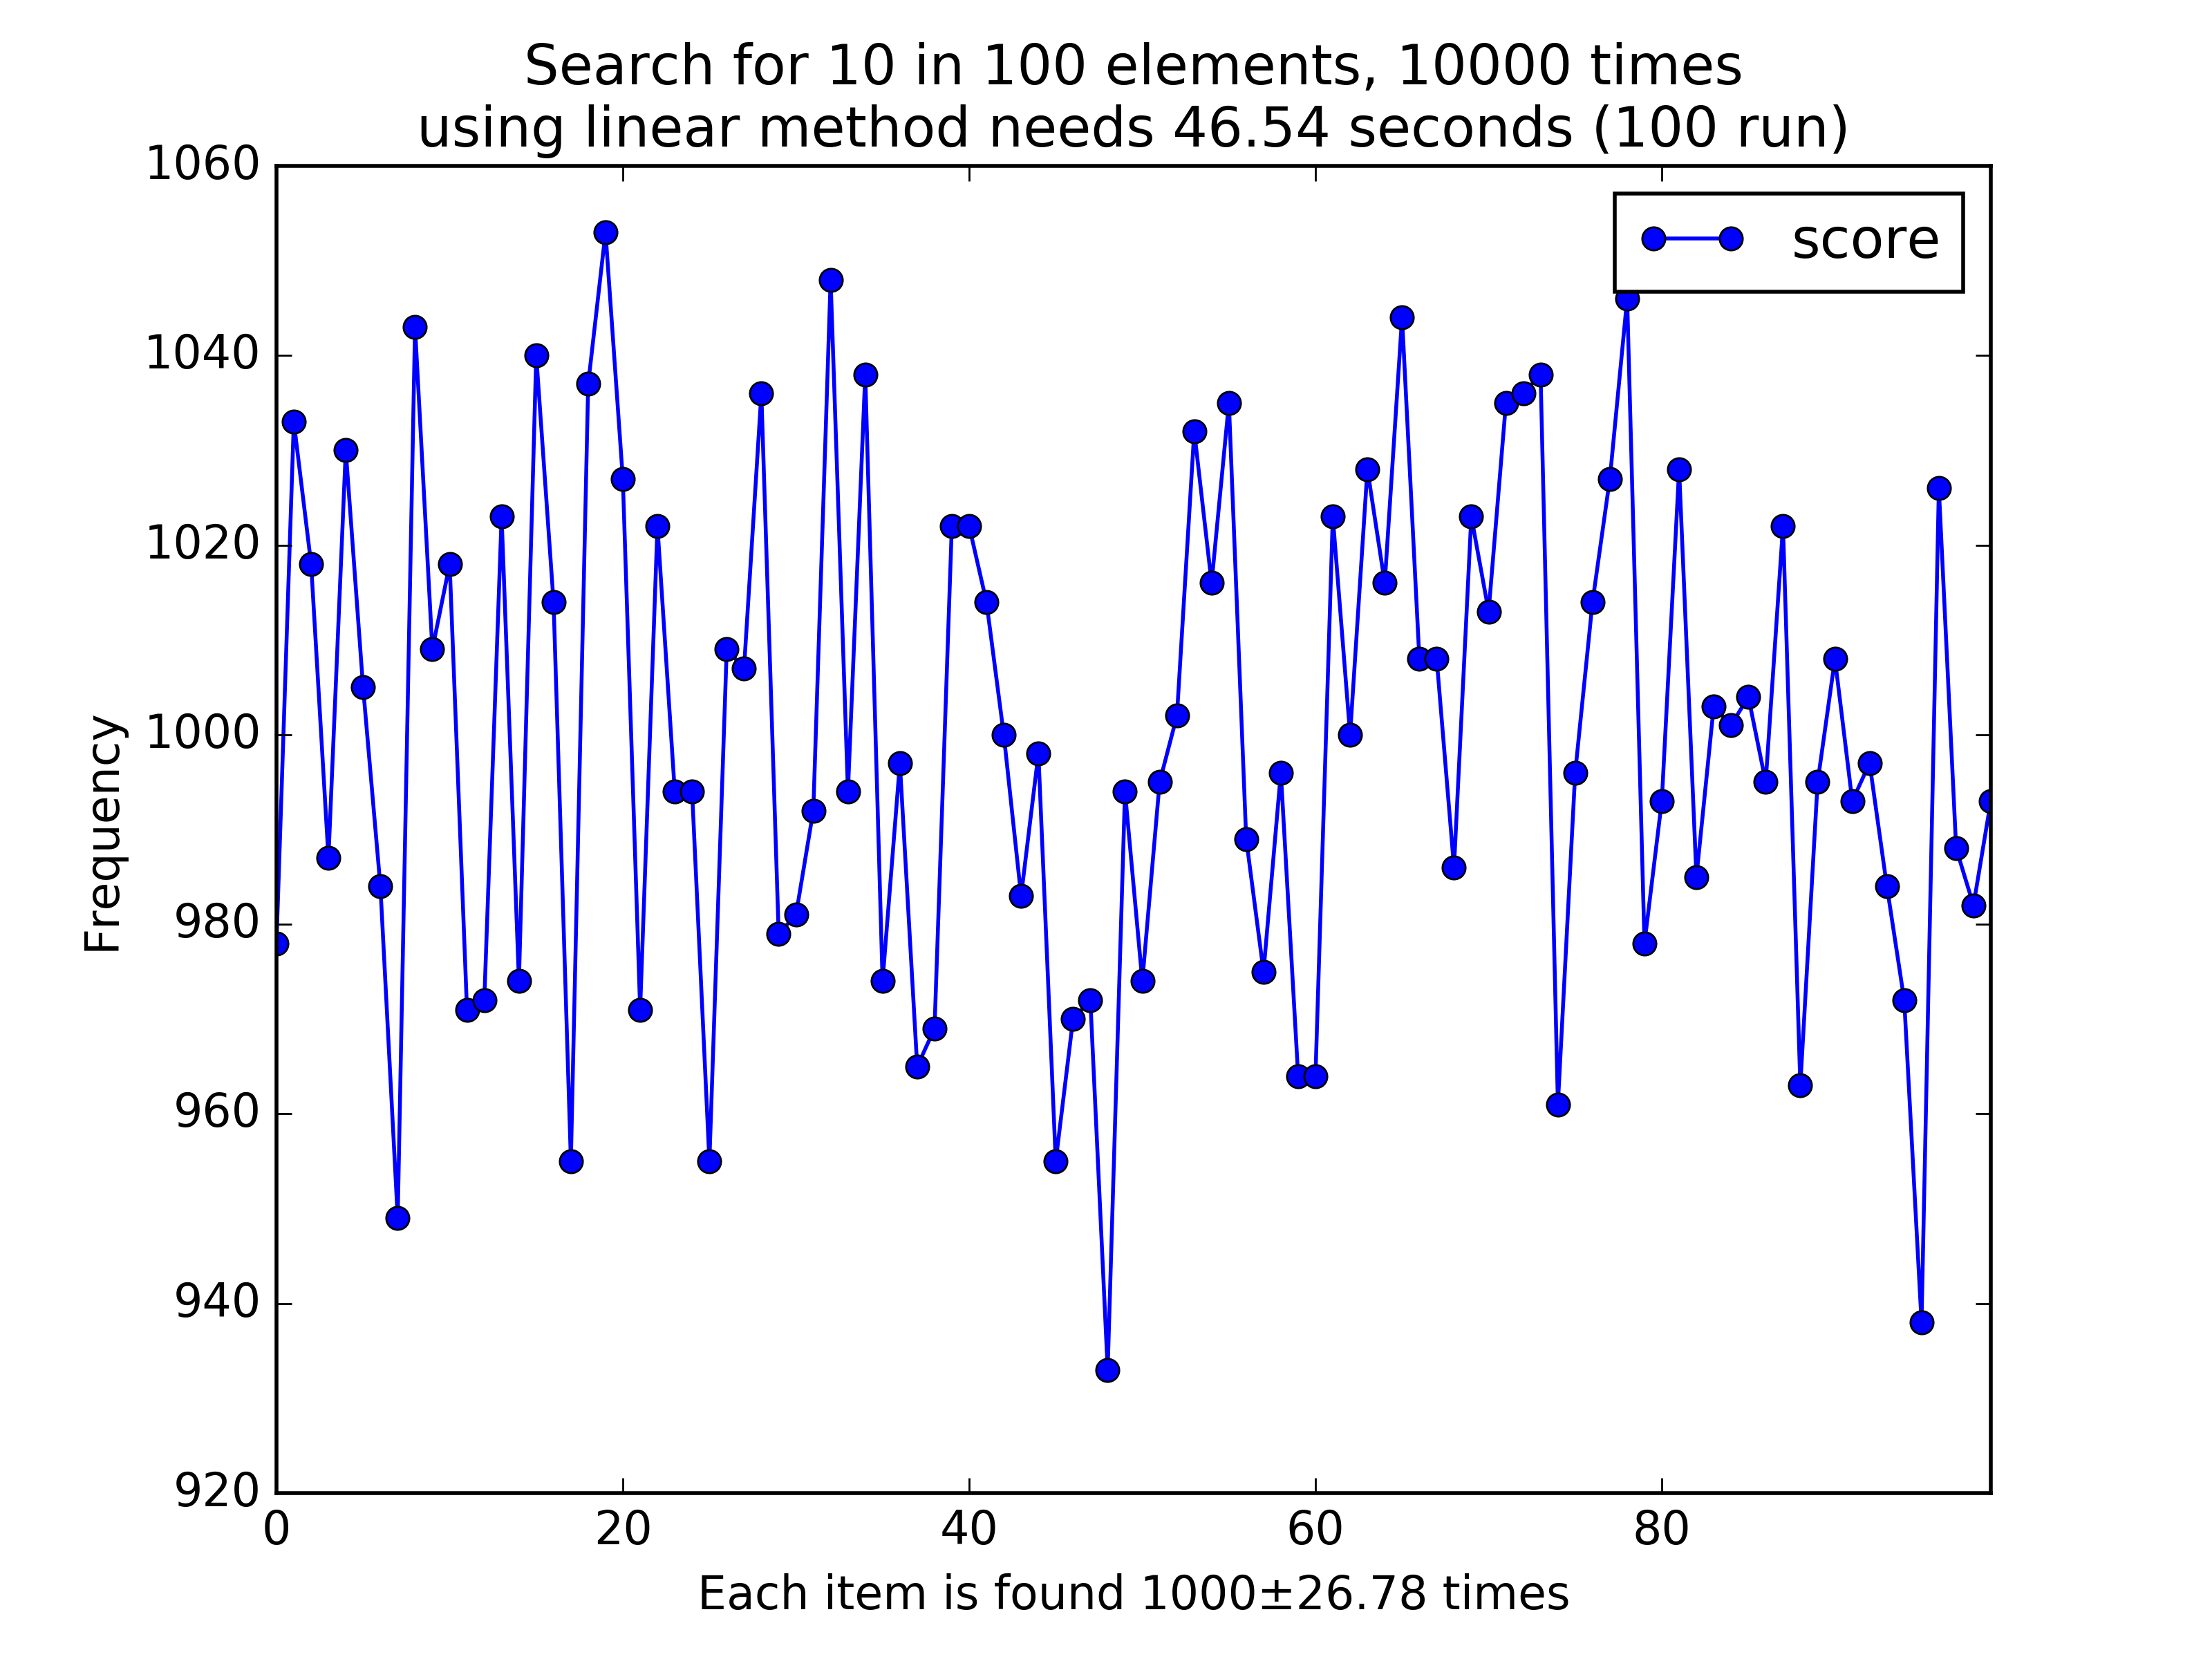 Search for 10 in 100 elements, 10000 times
using linear method needs 46.54 seconds (100 run)
1060
score
1040
1020
1000
980
960
940
920
Frequency
0 20 40 60 80
Each item is found 1000±26.78 times